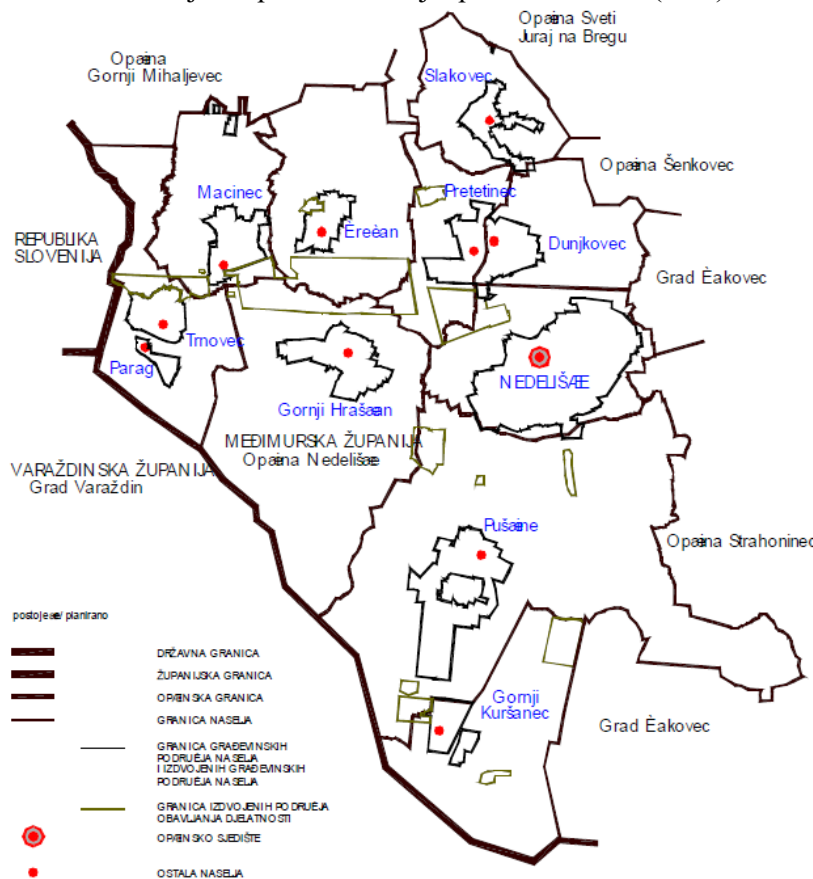 Opæina Sveti
Juraj na Bregu
Opæina
Gornji Mihaljevec
Slakovec
Opæina Šenkovec
Macinec
Pretetinec
Èreèan
Dunjkovec
REPUBLIKA
SLOVENIJA
Grad Èakovec
Trnovec
Parag
NEDELIŠÆE
Gornji Hrašæan
MEĐIMURSKA ŽUPANIJA
Opæina Nedelišæe
VARAŽDINSKA ŽUPANIJA
Grad Varaždin
Pušæine
Opæina Strahoninec
postojeæe/ planirano
DRŽAVNA GRANICA
ŽUPANIJSKA GRANICA
OPÆINSKA GRANICA
GRANICA NASELJA
Gornji
Kuršanec
Grad Èakovec
GRANICA GRAĐEVINSKIH
PODRUÈJA NASELJA
I IZDVOJENIH GRAĐEVINSKIH
PODRUÈJA NASELJA
GRANICA IZDVOJENIH PODRUÈJA
OBAVLJANJA DJELATNOSTI
OPÆINSKO SJEDIŠTE
OSTALA NASELJA